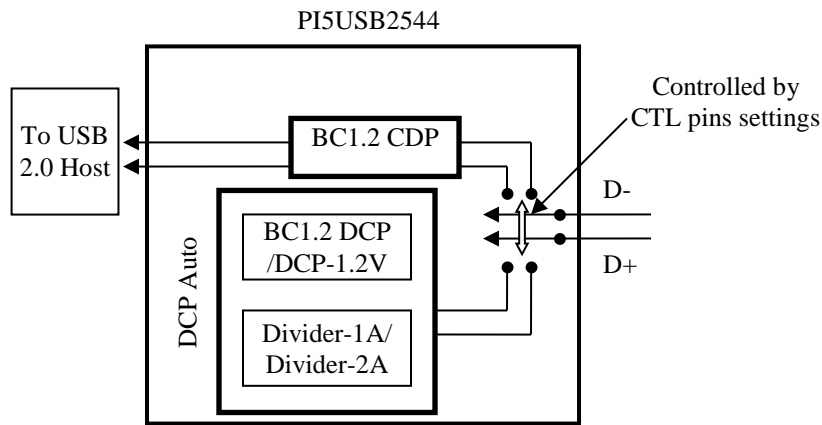 PI5USB2544
Controlled by
CTL pins settings
To USB
2.0 Host
BC1.2 CDP
D-
D+
DCP Auto
BC1.2 DCP
/DCP-1.2V
Divider-1A/
Divider-2A